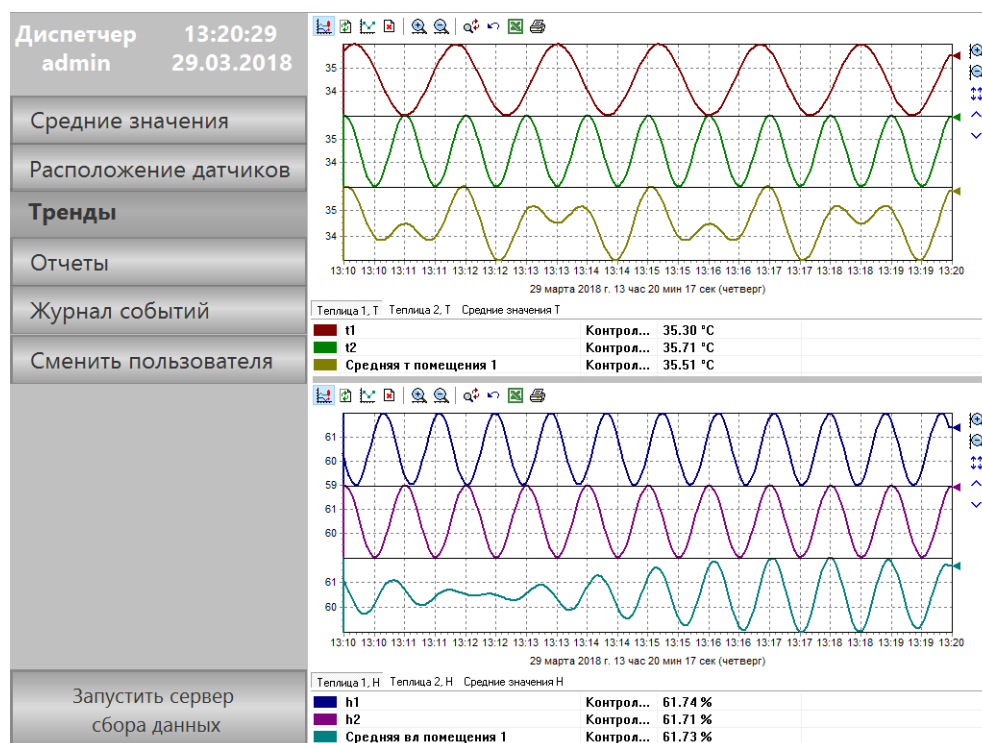 Диспетчер 13:20:29
admin 29.03.2018
Средние значения
Расположение датчиков
Тренды
Отчеты
Журнал событий
Сменить пользователя
Запустить сервер
сбора данных
35
34
35
34
35
34
13:10 13:10 13:11 13:11 13:12 13:12 13:13 13:13 13:14 13:14 13:15 13:15 13:16 13:16 13:17 13:17 13:18 13:18 13:19 13:19 13:20
29 марта 2018 г. 13 час 20 мин 17 сек (четверг)
Теплица 1, Т Теплица 2, Т Средние значения Т
t1 Контрол... 35.30 °C
t2 Контрол... 35.71 °C
Средняя т помещения 1 Контрол... 35.51 °C
61
60
59
61
60
61
60
13:10 13:10 13:11 13:11 13:12 13:12 13:13 13:13 13:14 13:14 13:15 13:15 13:16 13:16 13:17 13:17 13:18 13:18 13:19 13:19 13:20
29 марта 2018 г. 13 час 20 мин 17 сек (четверг)
Теплица 1, Н Теплица 2, Н Средние значения Н
h1 Контрол... 61.74 %
h2 Контрол... 61.71 %
Средняя вл помещения 1 Контрол... 61.73 %